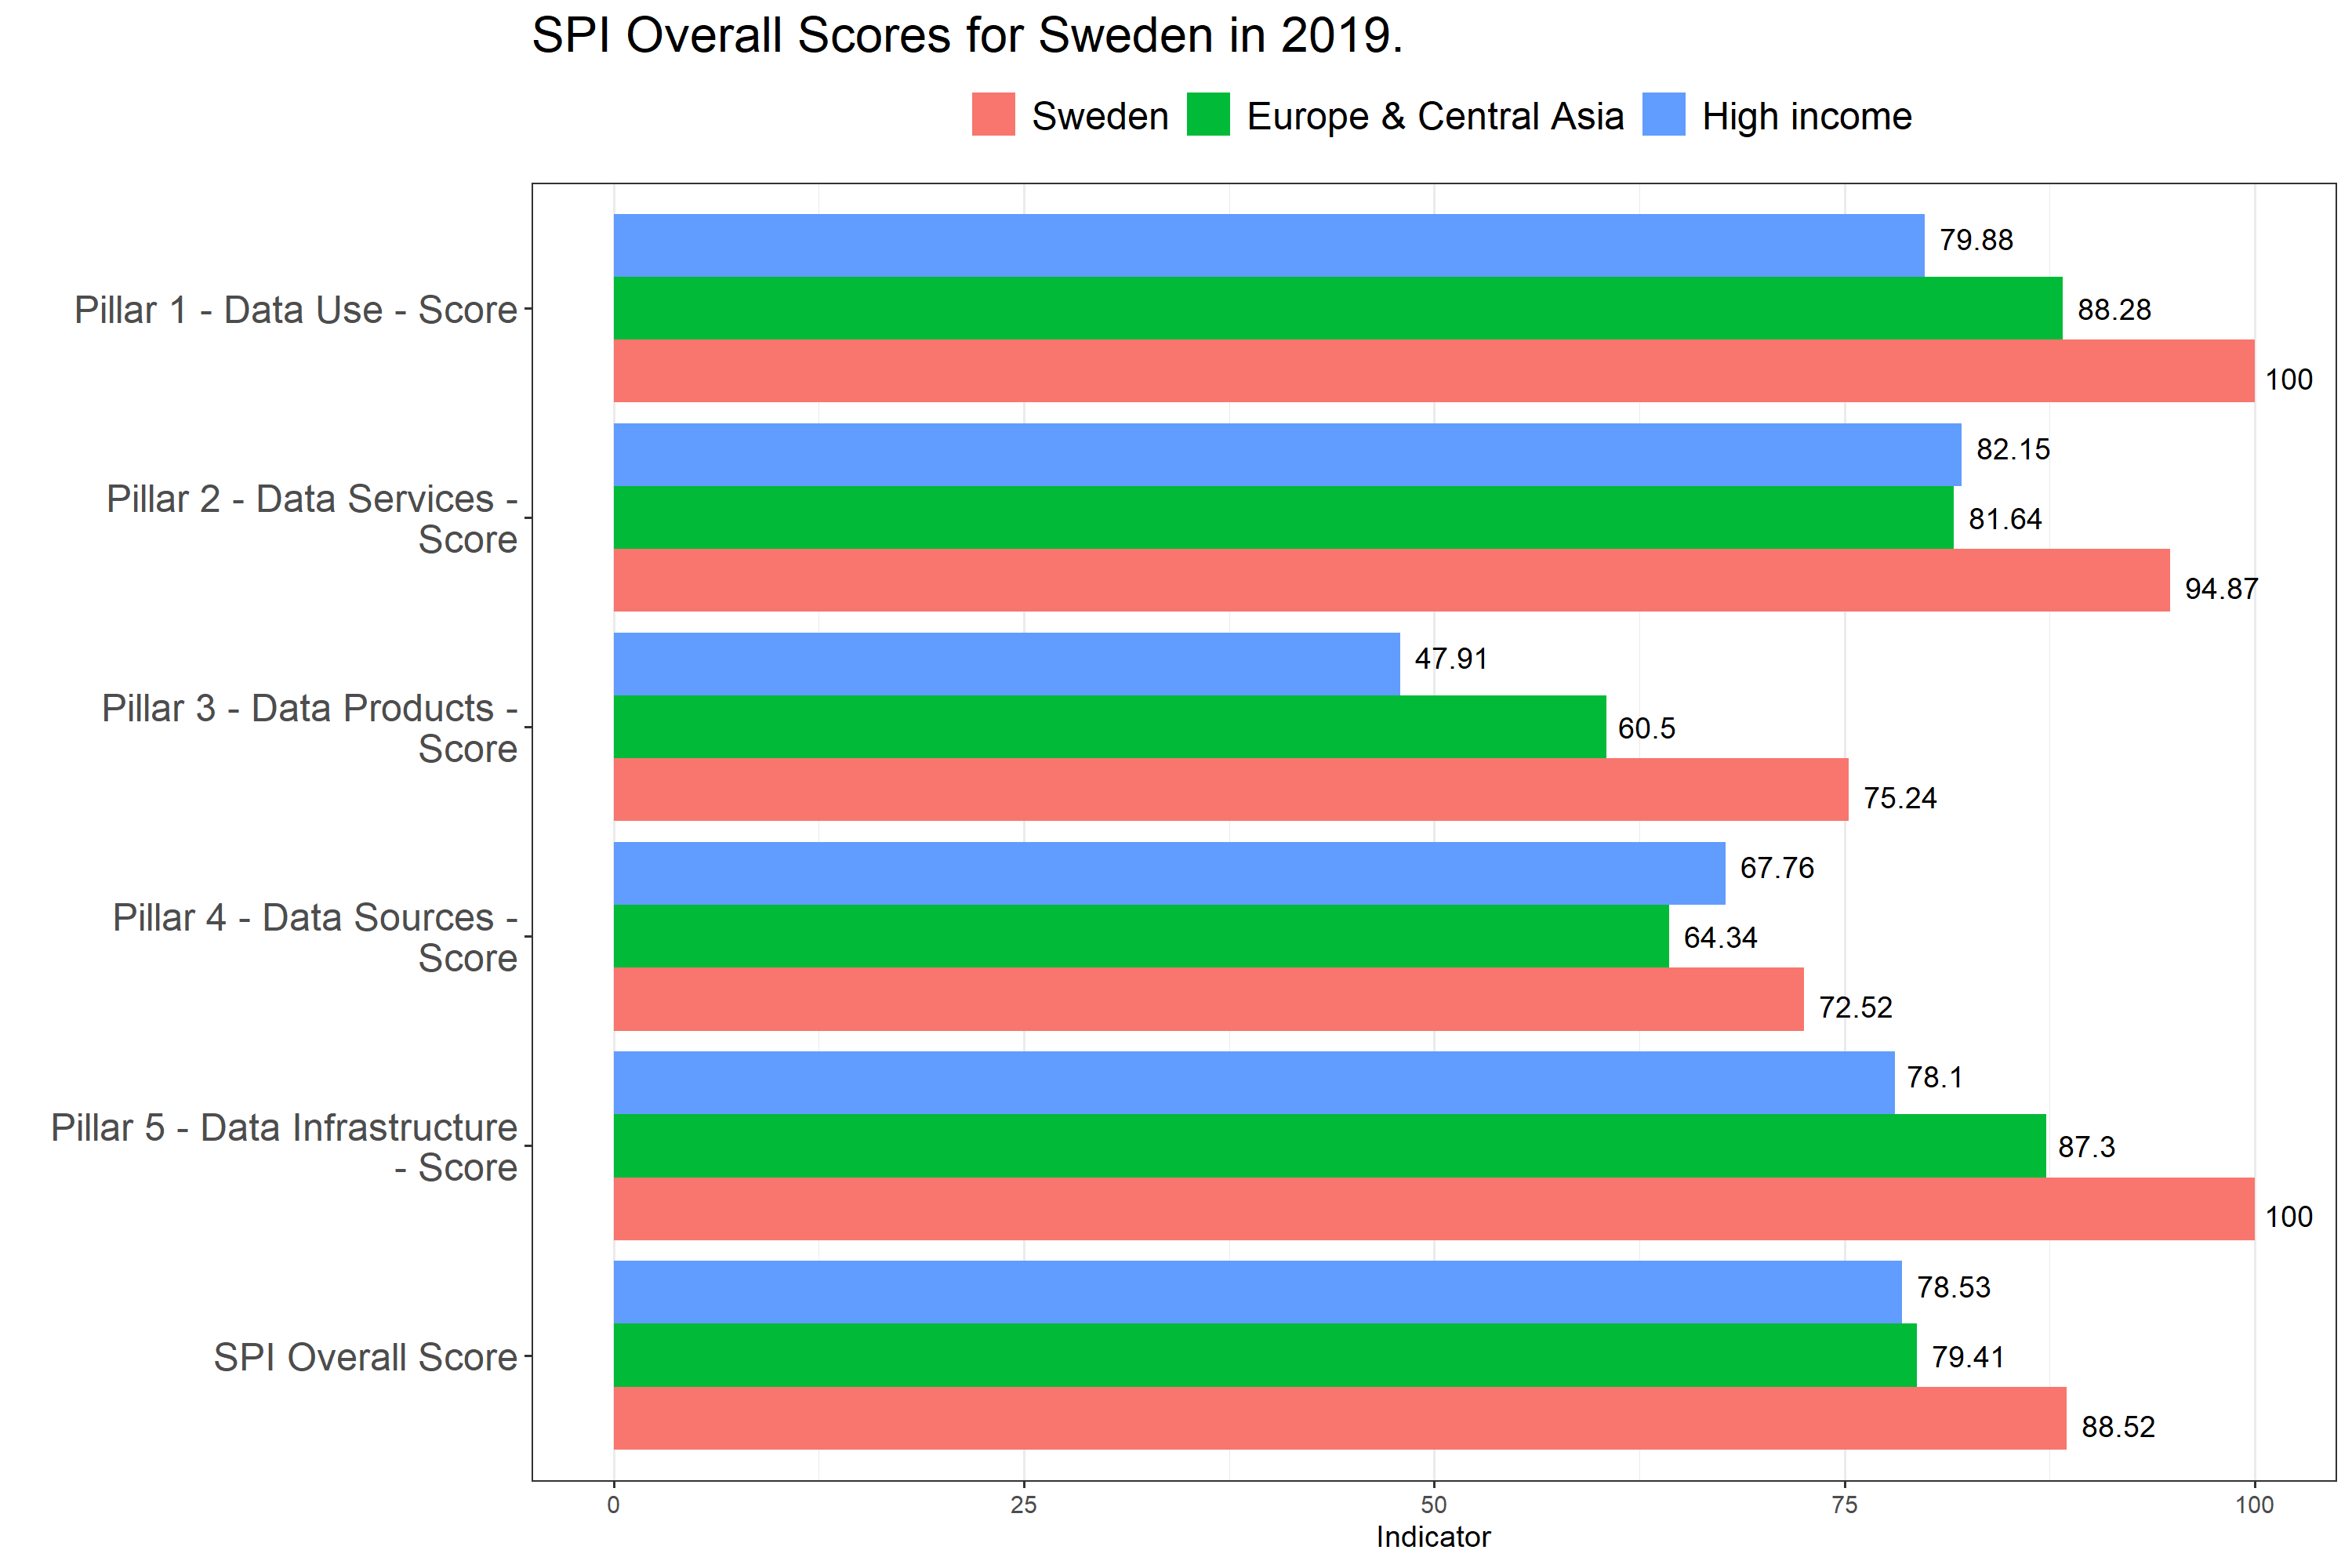 SPI Overall Scores for Sweden in 2019.
Sweden Europe & Central Asia High income
79.88
Pillar 1 - Data Use - Score
88.28
100
82.15
Pillar 2 - Data Services -
Score
81.64
94.87
47.91
Pillar 3 - Data Products -
Score
60.5
75.24
67.76
Pillar 4 - Data Sources -
Score
64.34
72.52
78.1
Pillar 5 - Data Infrastructure
- Score
87.3
100
78.53
SPI Overall Score
79.41
88.52
0 25 50 75 100
Indicator